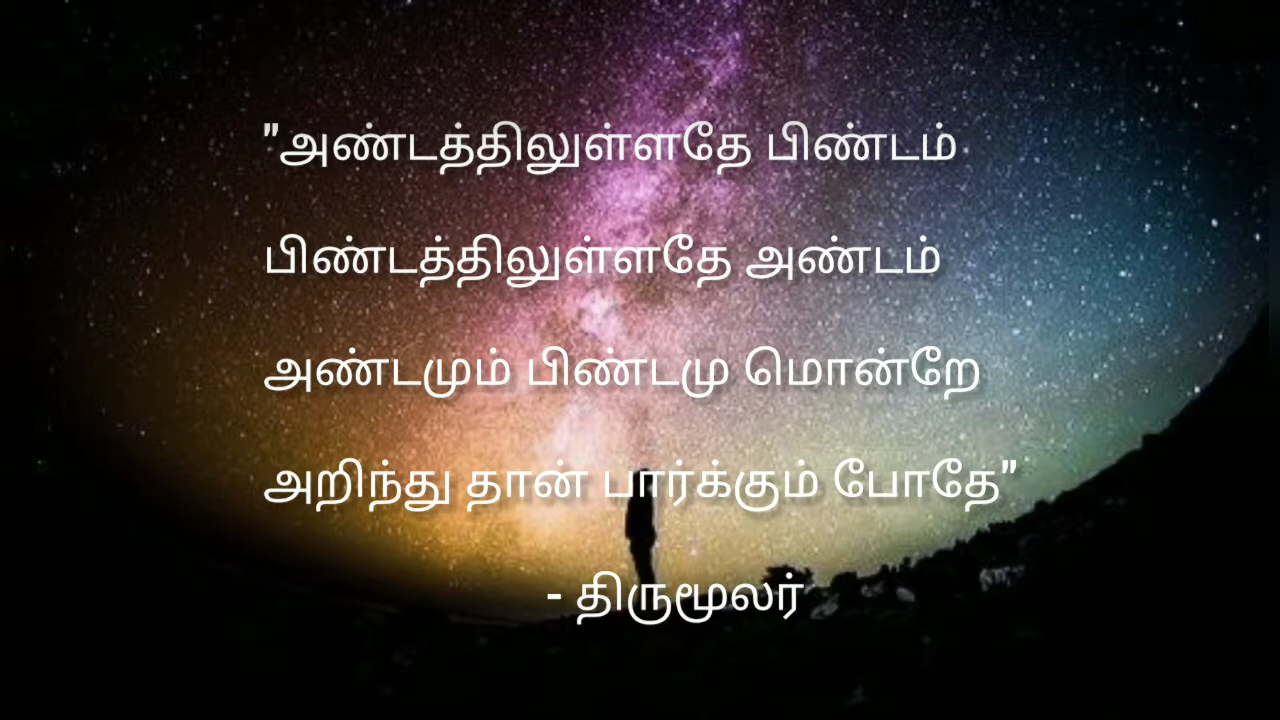 "அண்டத்திலுள்ளதே பிண்டம்
பிண்டத்திலுள்ளதே அண்டம்
அண்டமும் பிண்டமு மொன்றே
அறிந்து தான் பார்க்கும் போதே"
- திருமூலர்